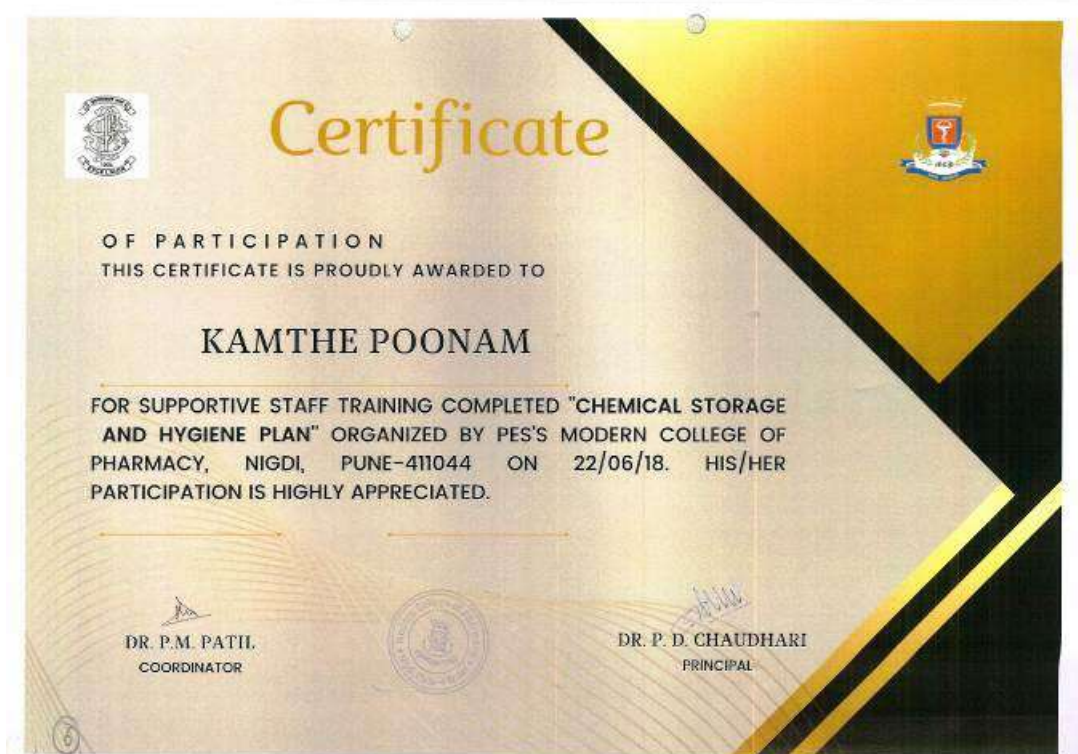 Certificate
OF PARTICIPATION
THIS CERTIFICATE IS PROUDLY AWARDED TO
KAMTHE POONAM
FOR SUPPORTIVE STAFF TRAINING COMPLETED "CHEMICAL STORAGE
AND HYGIENE PLAN" ORGANIZED BY PES'S MODERN COLLEGE OF
PHARMACY, NIGDI, PUNE-411044 ON 22/06/18. HIS/HER
PARTICIPATION IS HIGHLY APPRECIATED.
DR. P.M. PATIL
COORDINATOR
DR. P. D. CHAUDHARI
PRINCIPAL
6